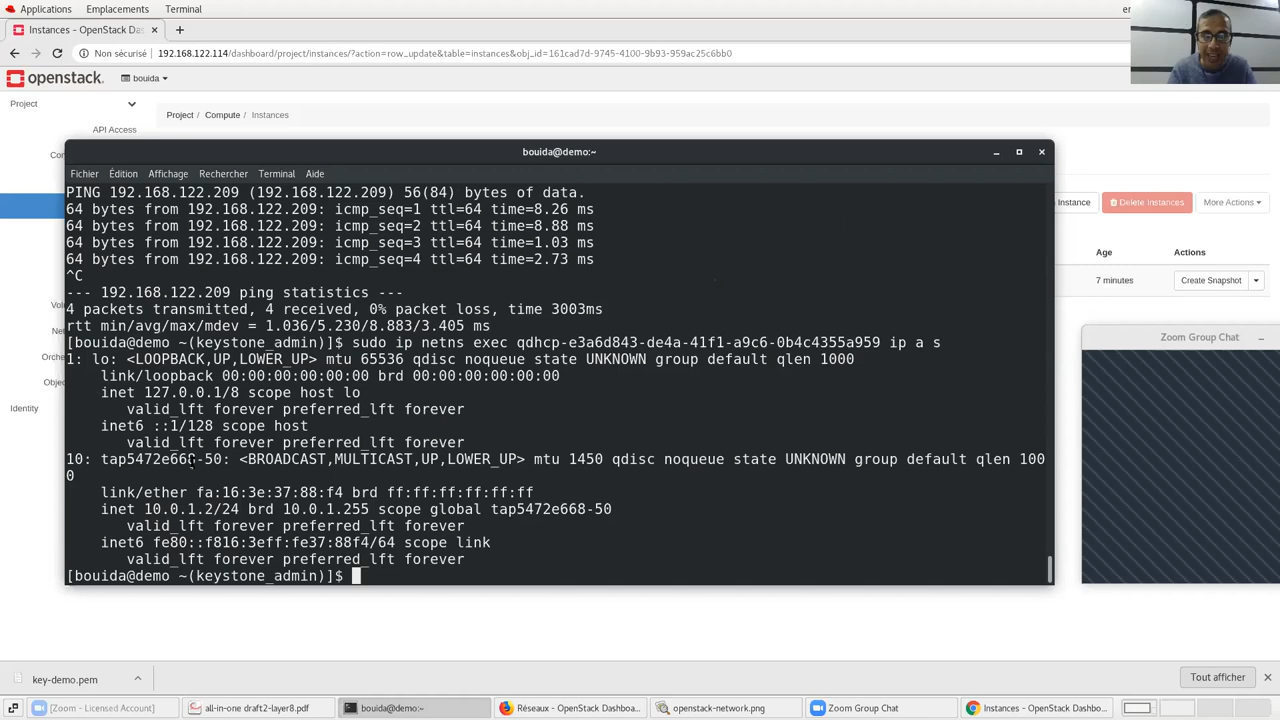 Applications Emplacements Terminal
Instances - OpenStack Das
Non sécurisé 192.168.122.114/dashboard/project/instances/?action=row_update&table=instances&obj_id=161cad7d-9745-4100-9b93-959ac25c6bb0
openstack. bouida
Project
API Access
Project / Compute / Instances
bouida@demo:~
Fichier Édition Affichage Rechercher Terminal Aide
PING 192.168.122.209 (192.168.122.209) 56(84) bytes of data.
64 bytes from 192.168.122.209: icmp_seq=1 ttl=64 time=8.26 ms
64 bytes from 192.168.122.209: icmp_seq=2 ttl=64 time=8.88 ms
64 bytes from 192.168.122.209: icmp_seq=3 ttl=64 time=1.03 ms
64 bytes from 192.168.122.209: icmp_seq=4 ttl=64 time=2.73 ms
^C
--- 192.168.122.209 ping statistics ---
4 packets transmitted, 4 received, 0% packet loss, time 3003ms
rtt min/avg/max/mdev = 1.036/5.230/8.883/3.405 ms
[bouida@demo ~(keystone_admin)]$ sudo ip netns exec qdhcp-e3a6d843-de4a-41f1-a9c6-0b4c4355a959 ip a s
1: lo: <LOOPBACK,UP,LOWER_UP> mtu 65536 qdisc noqueue state UNKNOWN group default qlen 1000
link/loopback 00:00:00:00:00:00 brd 00:00:00:00:00:00
inet 127.0.0.1/8 scope host lo
valid_lft forever preferred_lft forever
inet6 ::1/128 scope host
valid_lft forever preferred_lft forever
10: tap5472e668-50: <BROADCAST,MULTICAST,UP,LOWER_UP> mtu 1450 qdisc noqueue state UNKNOWN group default qlen 100
0
link/ether fa:16:3e:37:88:f4 brd ff:ff:ff:ff:ff:ff
inet 10.0.1.2/24 brd 10.0.1.255 scope global tap5472e668-50
valid_lft forever preferred_lft forever
inet6 fe80::f816:3eff:fe37:88f4/64 scope link
valid_lft forever preferred_lft forever
[bouida@demo ~(keystone_admin)]$
Instance Delete Instances More Actions
Age Actions
7 minutes Create Snapshot
Zoom Group Chat
Identity
key-demo.pem
Tout afficher
[Zoom - Licensed Account] all-in-one draft2-layer8.pdf bouida@demo:~ Réseaux - OpenStack Dashboa... openstack-network.png Zoom Group Chat Instances - OpenStack Dashbo...